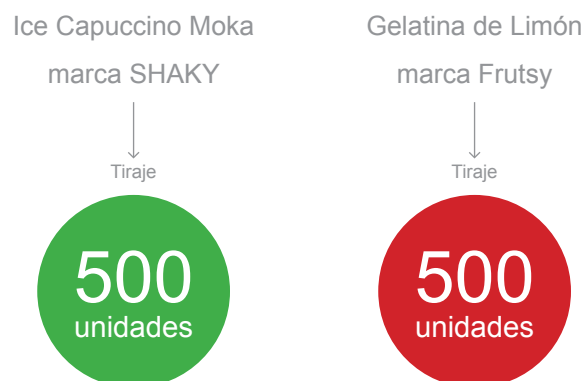 Ice Capuccino Moka
marca SHAKY
Tiraje
500
unidades
Gelatina de Limón
marca Frutsy
Tiraje
500
unidades